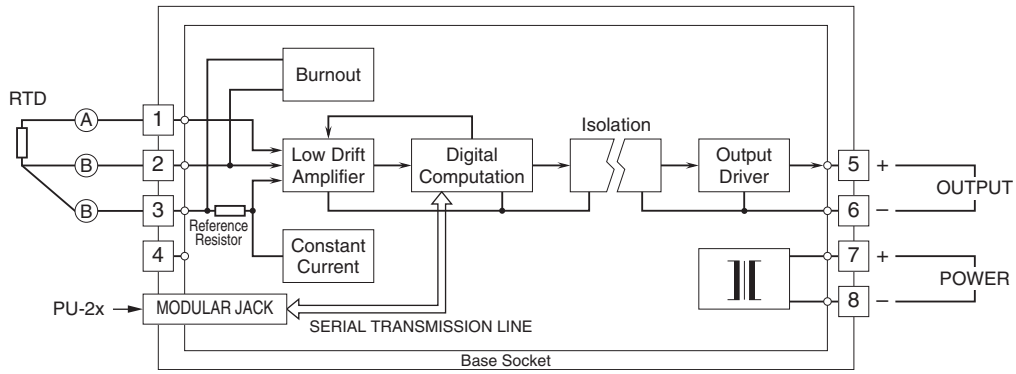 RTD
A
B
B
1
2
3
4
Burnout
Low Drift
Amplifier
Digital
Computation
Isolation
Output
Driver
Reference
Resistor
Constant
Current
5
6
7
8
+
−
OUTPUT
+
−
POWER
PU-2x
MODULAR JACK
SERIAL TRANSMISSION LINE
Base Socket